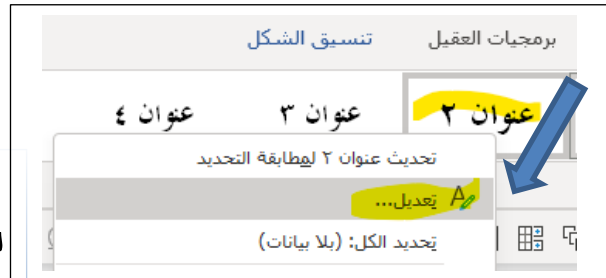 برمجيات العقيل تنسيق الشكل
عنوان ٢ عنوان ٣ عنوان ٤
تحديث عنوان ٢ لمطابقة التحديد
تعديل...
تحديد الكل: (بلا بيانات)